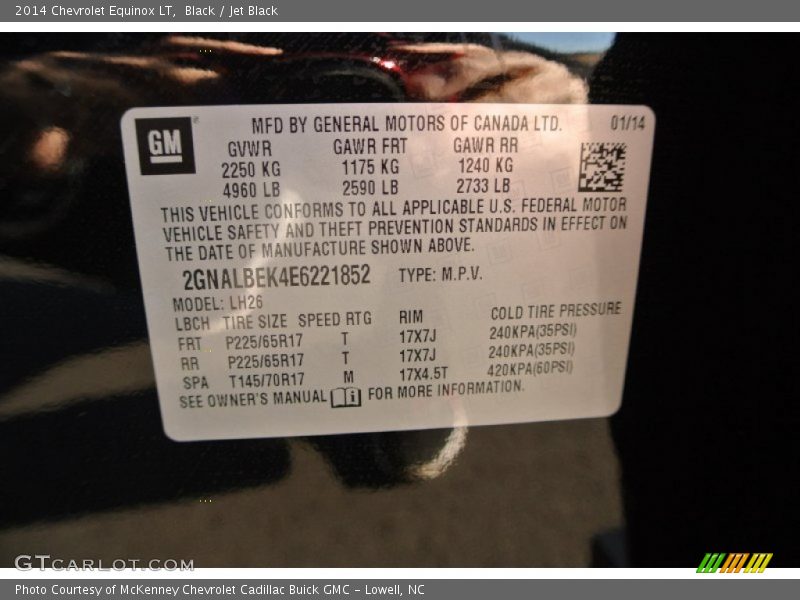 2014 Chevrolet Equinox LT, Black / Jet Black
GM ® MFD BY GENERAL MOTORS OF CANADA LTD. 01/14
GVWR GAWR FRT GAWR RR
2250 KG 1175 KG 1240 KG
4960 LB 2590 LB 2733 LB
THIS VEHICLE CONFORMS TO ALL APPLICABLE U.S. FEDERAL MOTOR
VEHICLE SAFETY AND THEFT PREVENTION STANDARDS IN EFFECT ON
THE DATE OF MANUFACTURE SHOWN ABOVE.
2GNALBEK4E6221852 TYPE: M.P.V.
MODEL: LH26
LBCH TIRE SIZE SPEED RTG RIM COLD TIRE PRESSURE
FRT P225/65R17 T 17X7J 240KPA(35PSI)
RR P225/65R17 T 17X7J 240KPA(35PSI)
SPA T145/70R17 M 17X4.5T 420KPA(60PSI)
SEE OWNER'S MANUAL i FOR MORE INFORMATION.
GTCARLOT.COM
Photo Courtesy of McKenney Chevrolet Cadillac Buick GMC - Lowell, NC